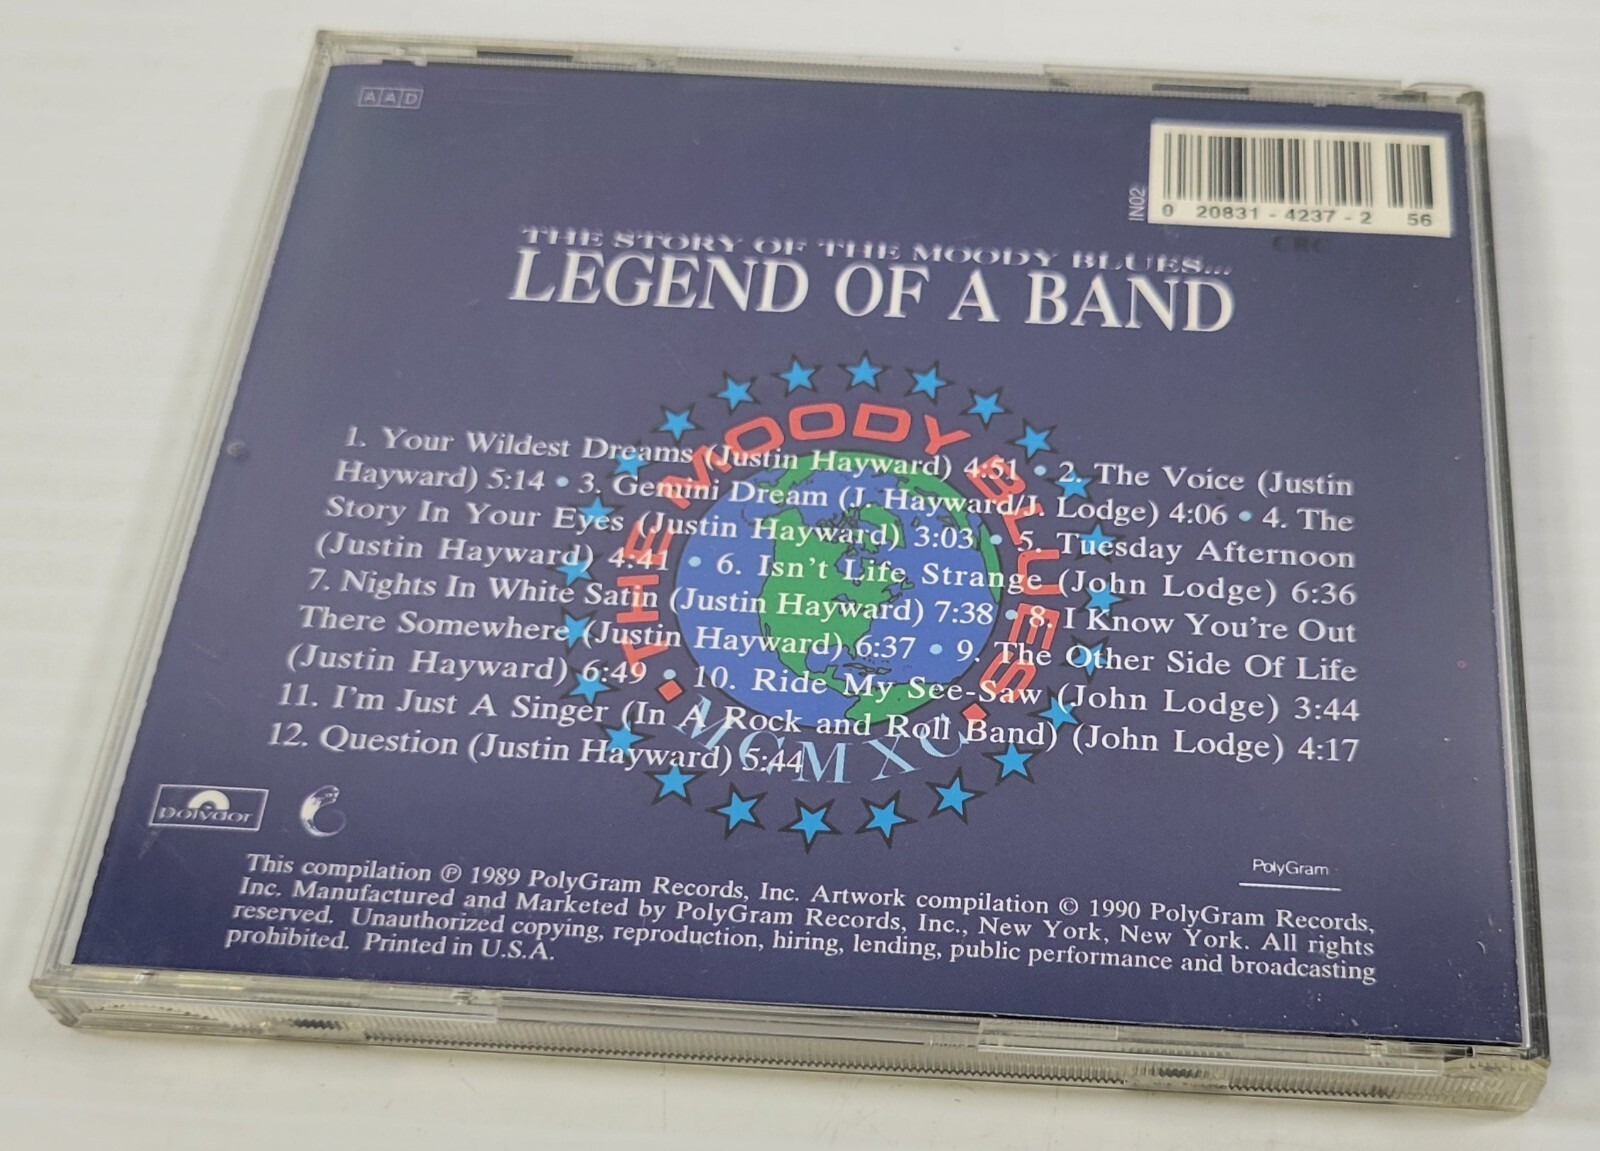 AAD
IN02
0 20831 - 4237 - 2 56
CRC
THE STORY OF THE MOODY BLUES...
LEGEND OF A BAND
THE MOODY BLUES
MCMXC
1. Your Wildest Dreams (Justin Hayward) 4:51 • 2. The Voice (Justin
Hayward) 5:14 • 3. Gemini Dream (J. Hayward/J. Lodge) 4:06 • 4. The
Story In Your Eyes (Justin Hayward) 3:03 • 5. Tuesday Afternoon
(Justin Hayward) 4:41 • 6. Isn't Life Strange (John Lodge) 6:36
7. Nights In White Satin (Justin Hayward) 7:38 • 8. I Know You're Out
There Somewhere (Justin Hayward) 6:37 • 9. The Other Side Of Life
(Justin Hayward) 6:49 • 10. Ride My See-Saw (John Lodge) 3:44
11. I'm Just A Singer (In A Rock and Roll Band) (John Lodge) 4:17
12. Question (Justin Hayward) 5:44
polydor
PolyGram
This compilation ℗ 1989 PolyGram Records, Inc. Artwork compilation © 1990 PolyGram Records,
Inc. Manufactured and Marketed by PolyGram Records, Inc., New York, New York. All rights
reserved. Unauthorized copying, reproduction, hiring, lending, public performance and broadcasting
prohibited. Printed in U.S.A.